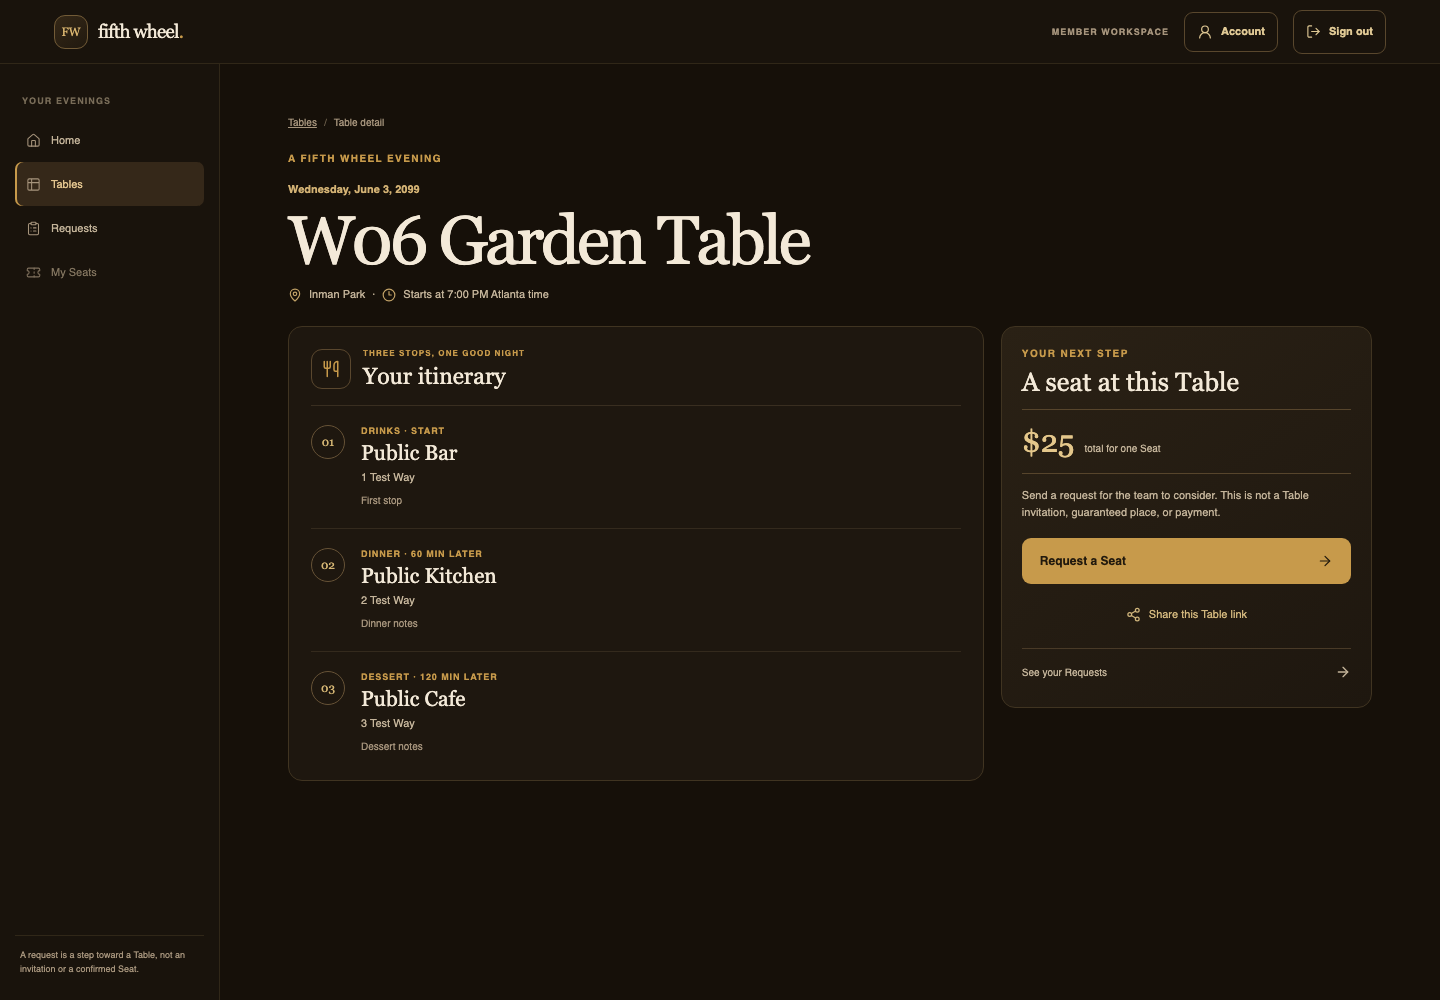 FW
fifth wheel.
MEMBER WORKSPACE
Account
Sign out
YOUR EVENINGS
Home
Tables
Requests
My Seats
A request is a step toward a Table, not an
invitation or a confirmed Seat.
Tables / Table detail
A FIFTH WHEEL EVENING
Wednesday, June 3, 2099
W06 Garden Table
Inman Park · Starts at 7:00 PM Atlanta time
THREE STOPS, ONE GOOD NIGHT
Your itinerary
01
DRINKS · START
Public Bar
1 Test Way
First stop
02
DINNER · 60 MIN LATER
Public Kitchen
2 Test Way
Dinner notes
03
DESSERT · 120 MIN LATER
Public Cafe
3 Test Way
Dessert notes
YOUR NEXT STEP
A seat at this Table
$25 total for one Seat
Send a request for the team to consider. This is not a Table
invitation, guaranteed place, or payment.
Request a Seat
Share this Table link
See your Requests